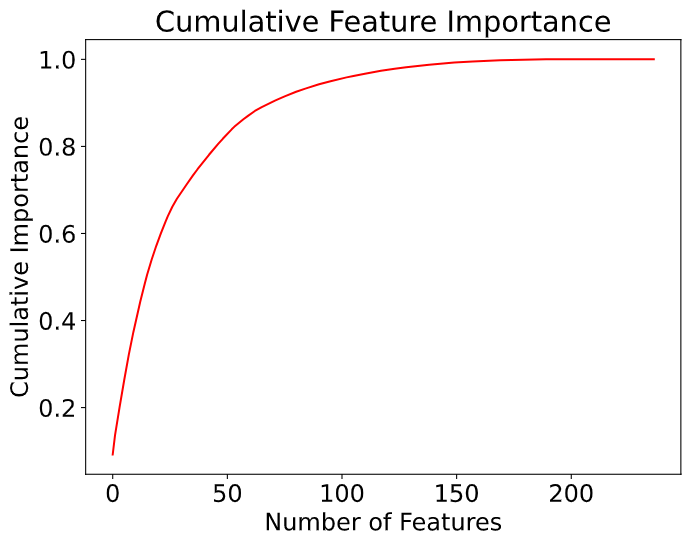 Cumulative Feature Importance
1.0
0.8
0.6
0.4
0.2
Cumulative Importance
0 50 100 150 200
Number of Features